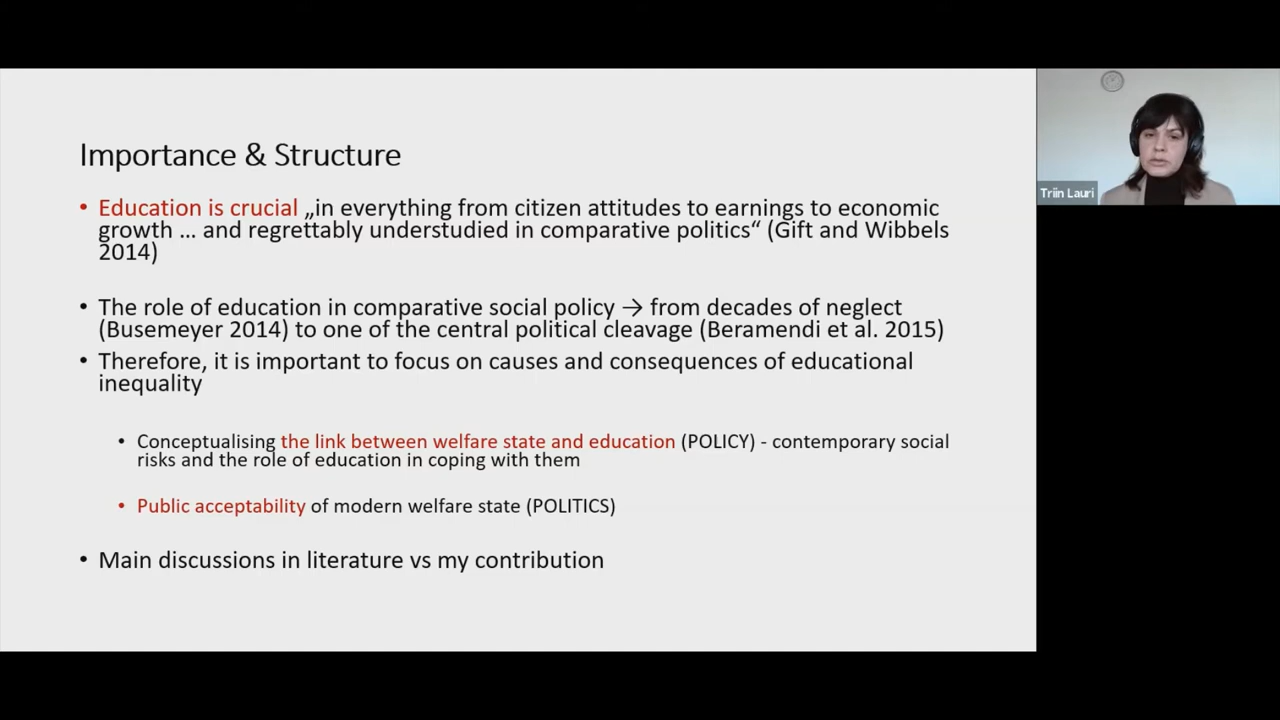 Importance & Structure
• Education is crucial „in everything from citizen attitudes to earnings to economic
growth ... and regrettably understudied in comparative politics“ (Gift and Wibbels
2014)
• The role of education in comparative social policy → from decades of neglect
(Busemeyer 2014) to one of the central political cleavage (Beramendi et al. 2015)
• Therefore, it is important to focus on causes and consequences of educational
inequality
• Conceptualising the link between welfare state and education (POLICY) - contemporary social
risks and the role of education in coping with them
• Public acceptability of modern welfare state (POLITICS)
• Main discussions in literature vs my contribution
Triin Lauri